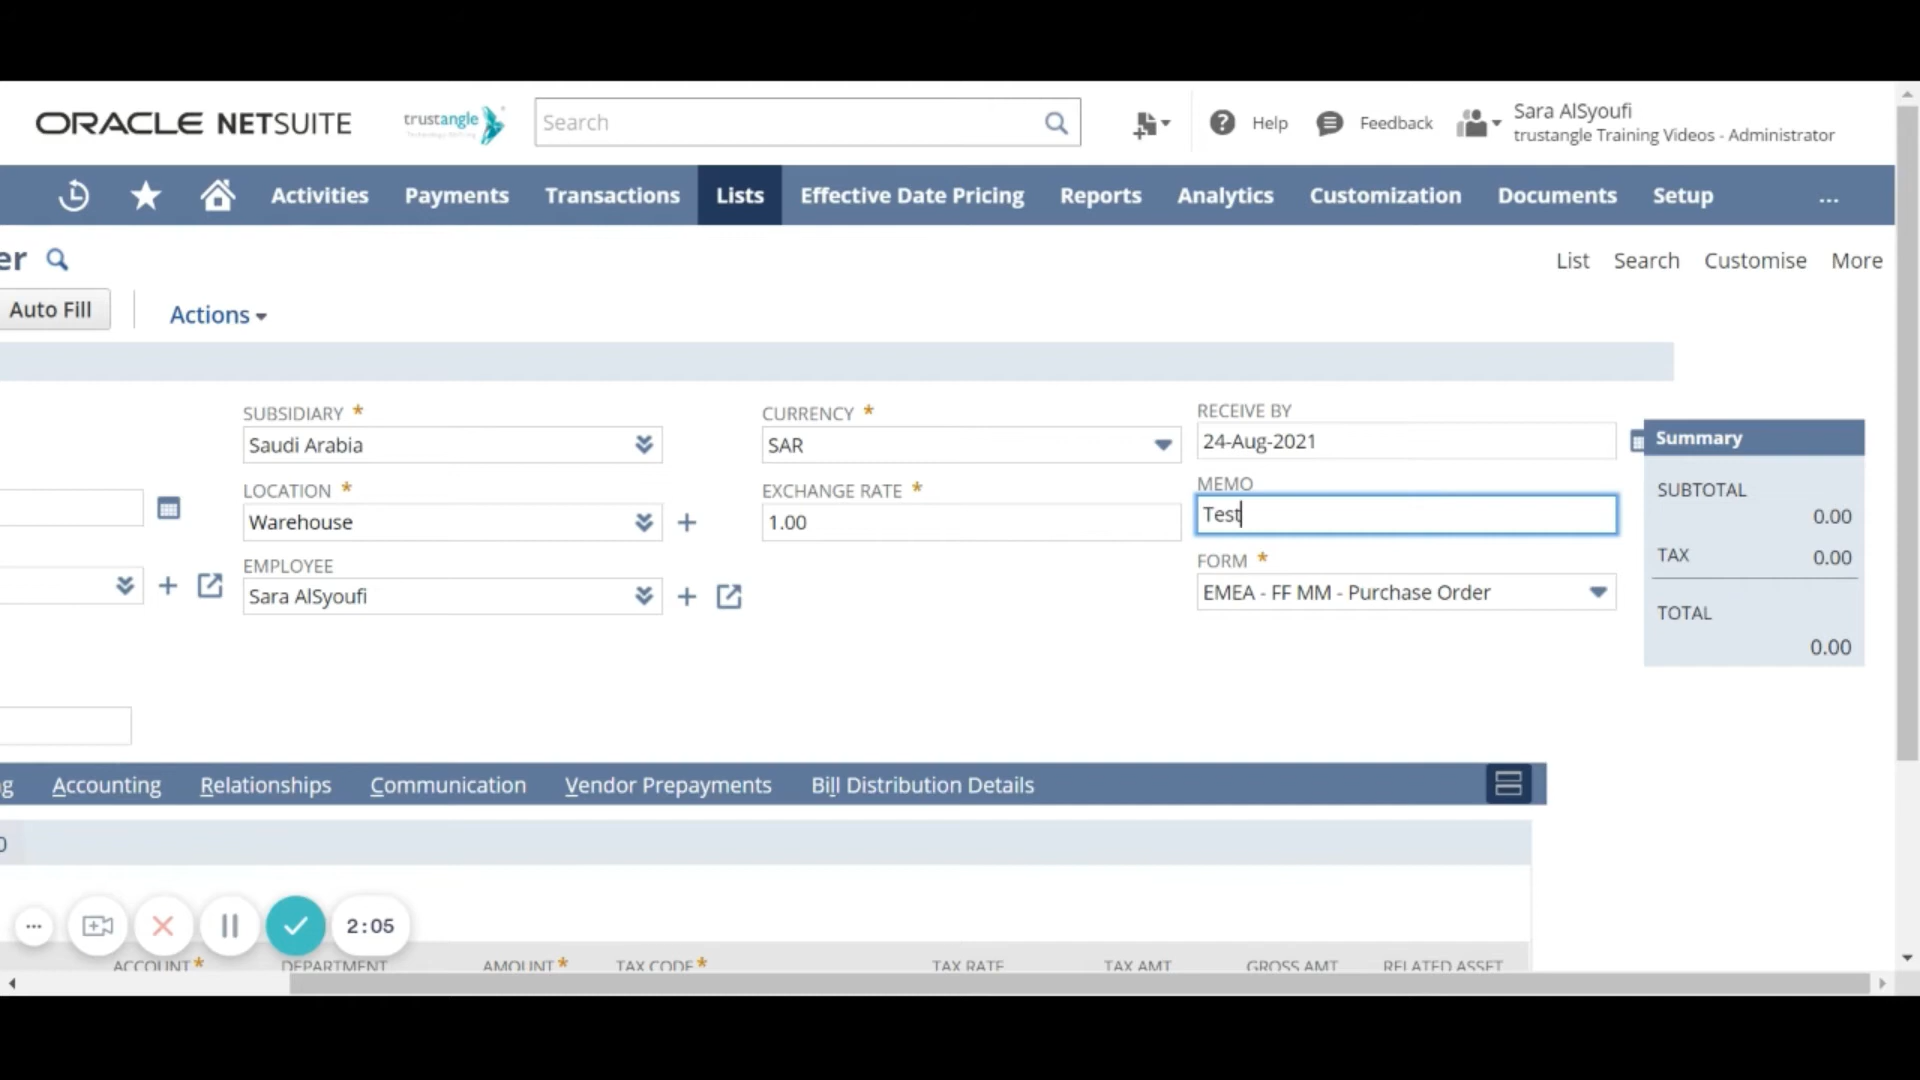 ORACLE NETSUITE
trustangle
Search
Help
Feedback
Sara AlSyoufi
trustangle Training Videos - Administrator
Activities
Payments
Transactions
Lists
Effective Date Pricing
Reports
Analytics
Customization
Documents
Setup
...
er
List
Search
Customise
More
Auto Fill
Actions
SUBSIDIARY *
Saudi Arabia
LOCATION *
Warehouse
EMPLOYEE
Sara AlSyoufi
CURRENCY *
SAR
EXCHANGE RATE *
1.00
RECEIVE BY
24-Aug-2021
MEMO
Test
FORM *
EMEA - FF MM - Purchase Order
Summary
SUBTOTAL
0.00
TAX
0.00
TOTAL
0.00
g
Accounting
Relationships
Communication
Vendor Prepayments
Bill Distribution Details
2:05
ACCOUNT *
DEPARTMENT
AMOUNT *
TAX CODE *
TAX RATE
TAX AMT
GROSS AMT
RELATED ASSET